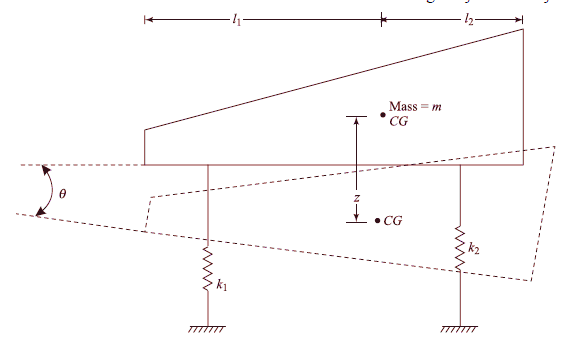 l₁
l₂
Mass = m
CG
z
θ
CG
k₂
k₁